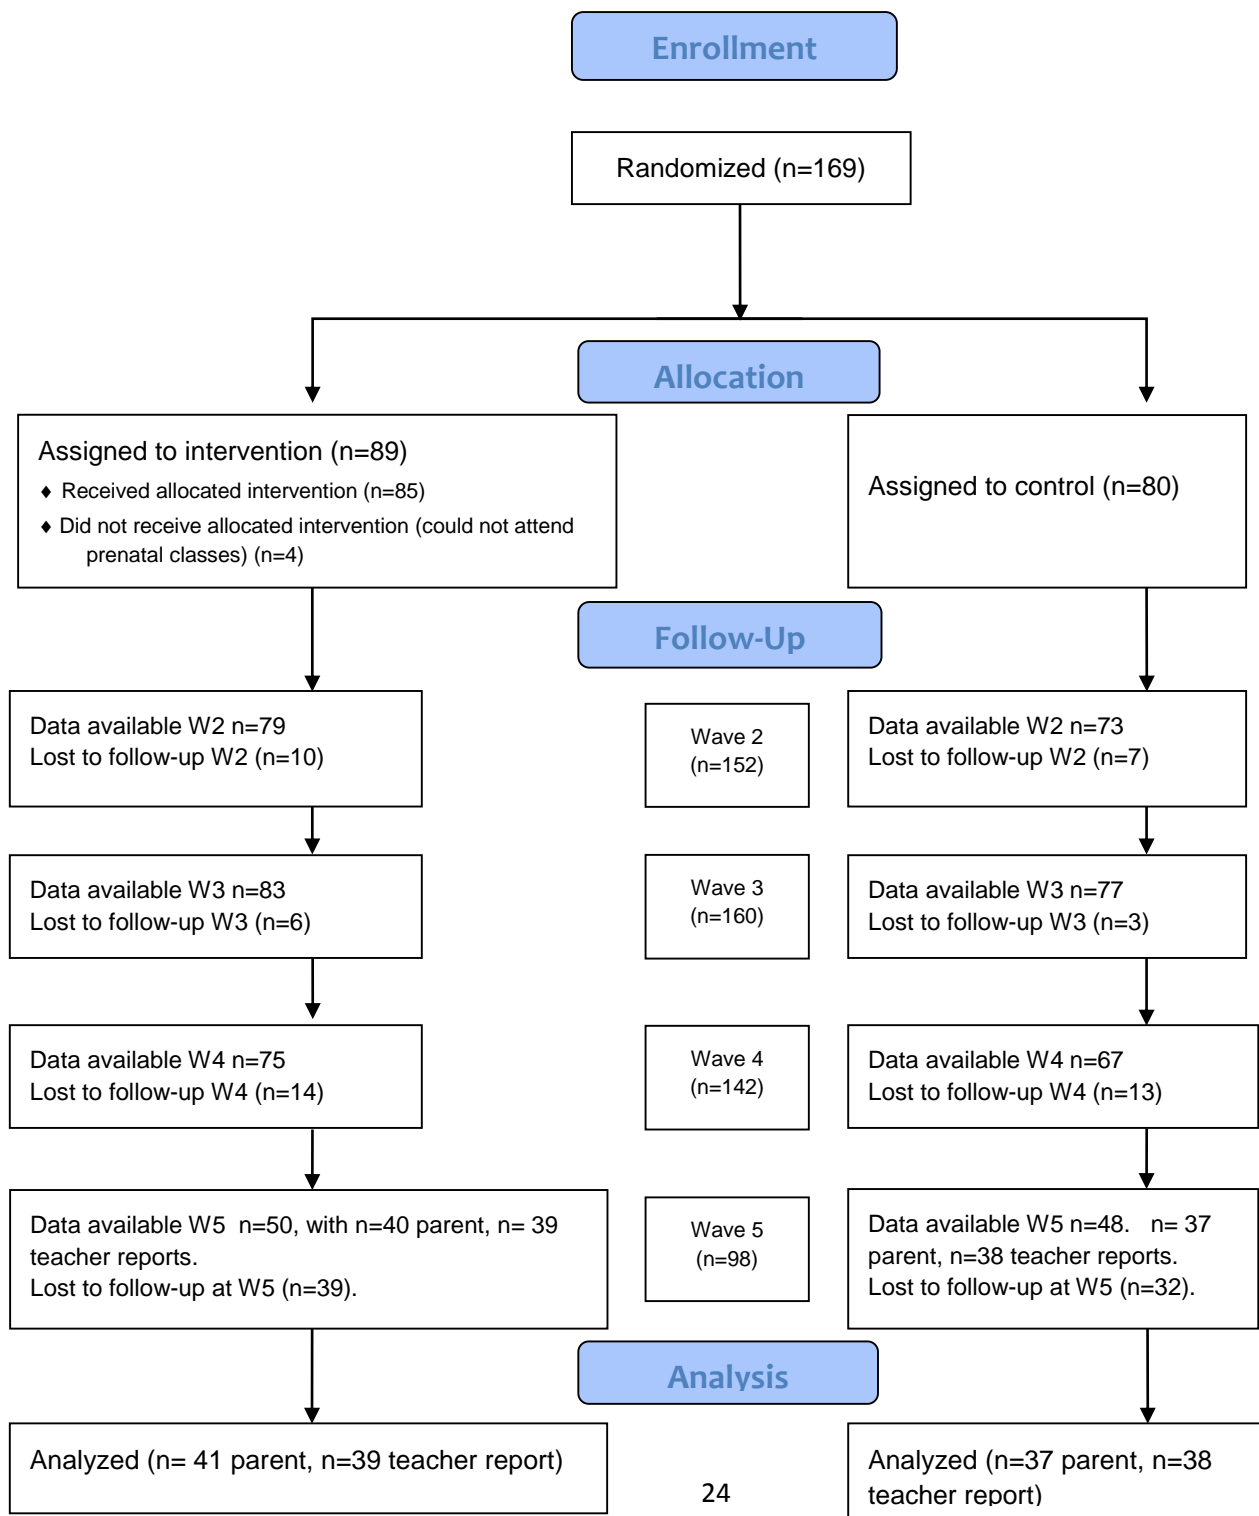 Enrollment
Randomized (n=169)
Allocation
Assigned to intervention (n=89)
♦ Received allocated intervention (n=85)
♦ Did not receive allocated intervention (could not attend
prenatal classes) (n=4)
Assigned to control (n=80)
Follow-Up
Data available W2 n=79
Lost to follow-up W2 (n=10)
Wave 2
(n=152)
Data available W2 n=73
Lost to follow-up W2 (n=7)
Data available W3 n=83
Lost to follow-up W3 (n=6)
Wave 3
(n=160)
Data available W3 n=77
Lost to follow-up W3 (n=3)
Data available W4 n=75
Lost to follow-up W4 (n=14)
Wave 4
(n=142)
Data available W4 n=67
Lost to follow-up W4 (n=13)
Data available W5  n=50, with n=40 parent, n= 39
teacher reports.
Lost to follow-up at W5 (n=39).
Wave 5
(n=98)
Data available W5 n=48.   n= 37
parent, n=38 teacher reports.
Lost to follow-up at W5 (n=32).
Analysis
Analyzed (n= 41 parent, n=39 teacher report)
24
Analyzed (n=37 parent, n=38
teacher report)